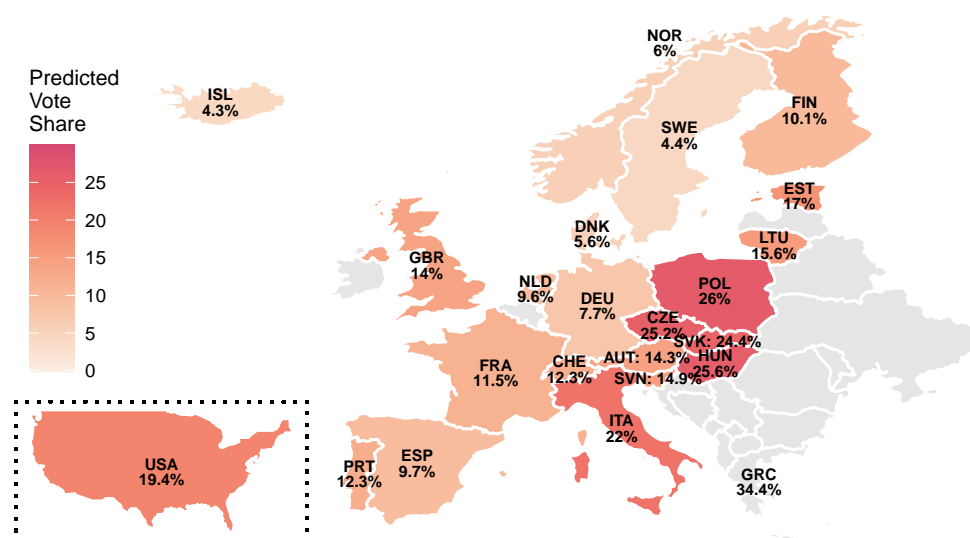 Predicted
Vote
Share
25
20
15
10
5
0
ISL
4.3%
NOR
6%
SWE
4.4%
FIN
10.1%
EST
17%
LTU
15.6%
DNK
5.6%
GBR
14%
NLD
9.6%
DEU
7.7%
POL
26%
CZE
25.2%
SVK: 24.4%
AUT: 14.3%
HUN
25.6%
CHE
12.3%
SVN: 14.9%
FRA
11.5%
ITA
22%
ESP
9.7%
PRT
12.3%
GRC
34.4%
USA
19.4%